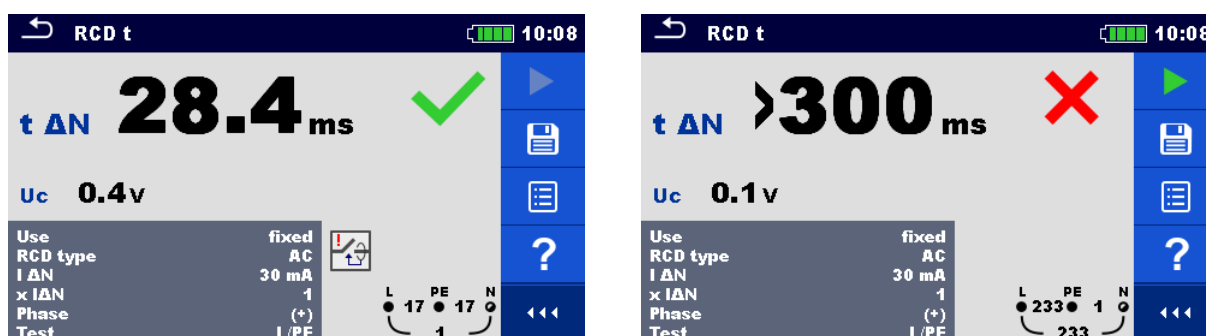 RCD t 10:08
t ΔN 28.4 ms
Uc 0.4 V
Use fixed
RCD type AC
I ΔN 30 mA
x IΔN 1
Phase (+)
Test L/PE
!
L PE N
17 17
1
?
RCD t 10:08
t ΔN >300 ms
Uc 0.1 V
Use fixed
RCD type AC
I ΔN 30 mA
x IΔN 1
Phase (+)
Test L/PE
L PE N
233 1
233
?